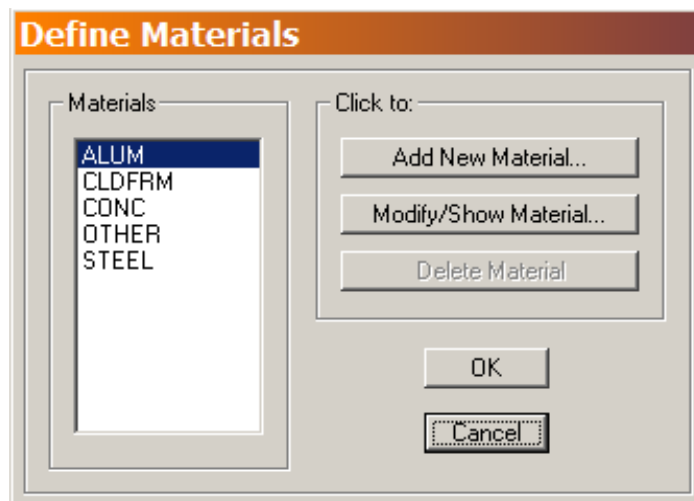 Define Materials
Materials
ALUM
CLDFRM
CONC
OTHER
STEEL
Click to:
Add New Material...
Modify/Show Material...
Delete Material
OK
Cancel